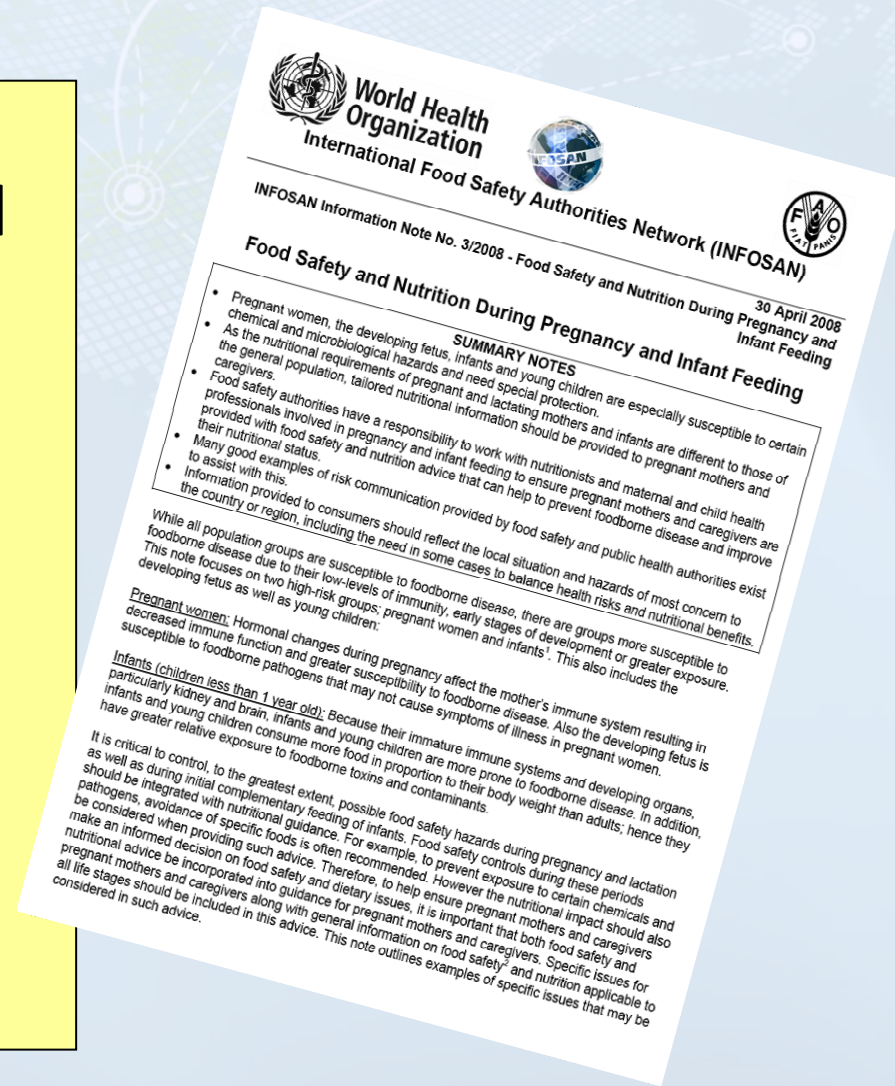 World Health
Organization
INFOSAN
FAO
FIAT PANIS
International Food Safety Authorities Network (INFOSAN)
30 April 2008
INFOSAN Information Note No. 3/2008 - Food Safety and Nutrition During Pregnancy and
Infant Feeding
Food Safety and Nutrition During Pregnancy and Infant Feeding
SUMMARY NOTES
• Pregnant women, the developing fetus, infants and young children are especially susceptible to certain
chemical and microbiological hazards and need special protection.
• As the nutritional requirements of pregnant and lactating mothers and infants are different to those of
the general population, tailored nutritional information should be provided to pregnant mothers and
caregivers.
• Food safety authorities have a responsibility to work with nutritionists and maternal and child health
professionals involved in pregnancy and infant feeding to ensure pregnant mothers and caregivers are
provided with food safety and nutrition advice that can help to prevent foodborne disease and improve
their nutritional status.
• Many good examples of risk communication provided by food safety and public health authorities exist
to assist with this.
• Information provided to consumers should reflect the local situation and hazards of most concern to
the country or region, including the need in some cases to balance health risks and nutritional benefits.
While all population groups are susceptible to foodborne disease, there are groups more susceptible to
foodborne disease due to their low-levels of immunity, early stages of development or greater exposure.
This note focuses on two high-risk groups; pregnant women and infants1. This also includes the
developing fetus as well as young children:
Pregnant women: Hormonal changes during pregnancy affect the mother's immune system resulting in
decreased immune function and greater susceptibility to foodborne disease. Also the developing fetus is
susceptible to foodborne pathogens that may not cause symptoms of illness in pregnant women.
Infants (children less than 1 year old): Because their immature immune systems and developing organs,
particularly kidney and brain, infants and young children are more prone to foodborne disease. In addition,
infants and young children consume more food in proportion to their body weight than adults; hence they
have greater relative exposure to foodborne toxins and contaminants.
It is critical to control, to the greatest extent, possible food safety hazards during pregnancy and lactation
as well as during initial complementary feeding of infants. Food safety controls during these periods
should be integrated with nutritional guidance. For example, to prevent exposure to certain chemicals and
pathogens, avoidance of specific foods is often recommended. However the nutritional impact should also
be considered when providing such advice. Therefore, to help ensure pregnant mothers and caregivers
make an informed decision on food safety and dietary issues, it is important that both food safety and
nutritional advice be incorporated into guidance for pregnant mothers and caregivers. Specific issues for
pregnant mothers and caregivers along with general information on food safety2 and nutrition applicable to
all life stages should be included in this advice. This note outlines examples of specific issues that may be
considered in such advice.